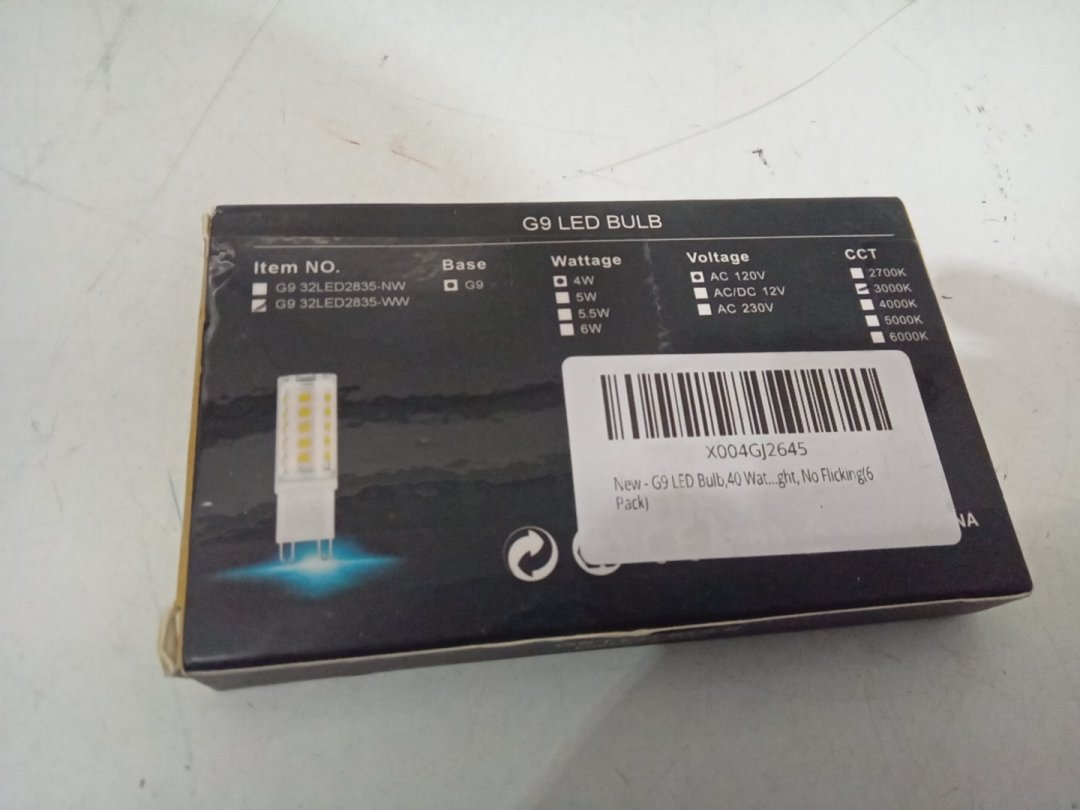 G9 LED BULB
Item NO.
G9 32LED2835-NW
G9 32LED2835-WW
Base
G9
Wattage
4W
5W
5.5W
6W
Voltage
AC 120V
AC/DC 12V
AC 230V
CCT
2700K
3000K
4000K
5000K
6000K
X004GJ2645
New - G9 LED Bulb,40 Wat...ght, No Flicking(6
Pack)
NA